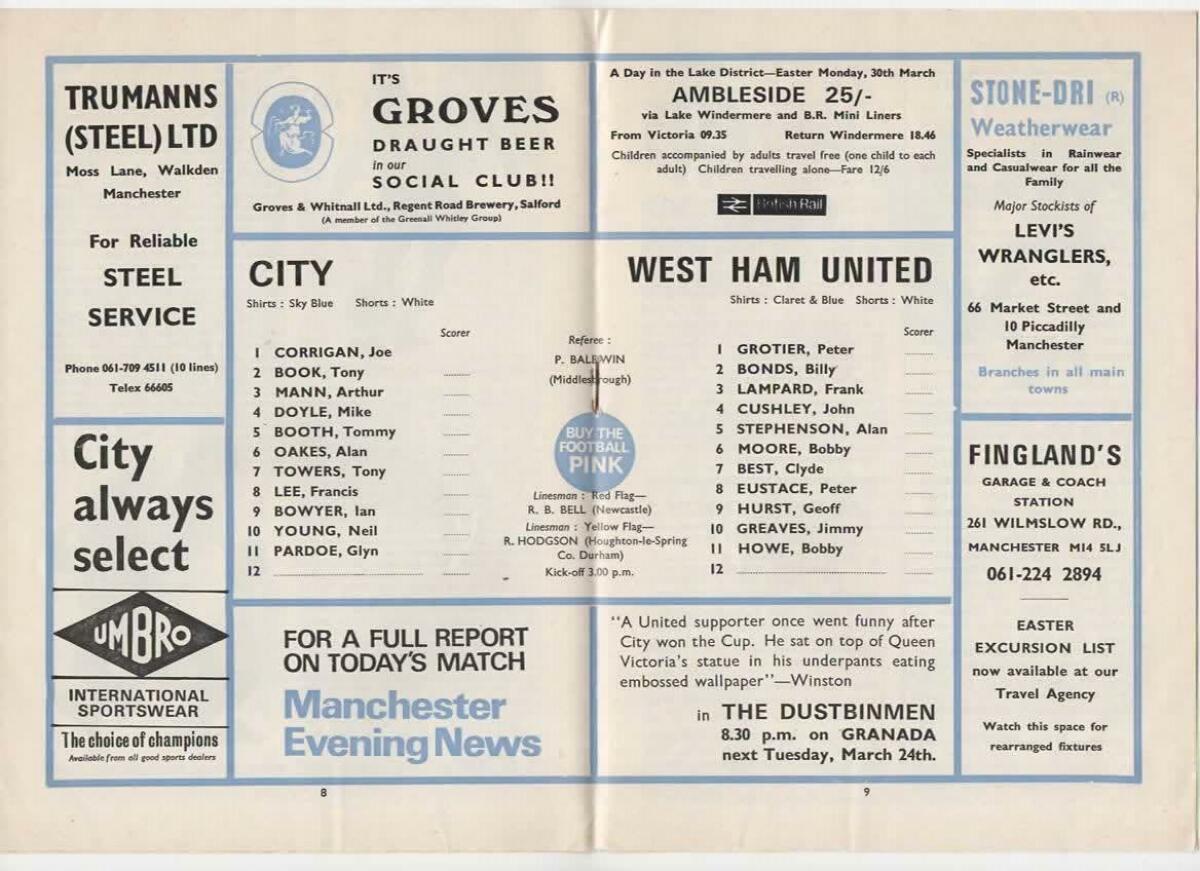 TRUMANNS
(STEEL) LTD
Moss Lane, Walkden
Manchester
For Reliable
STEEL
SERVICE
Phone 061-709 4511 (10 lines)
Telex 66605
City
always
select
UMBRO
INTERNATIONAL
SPORTSWEAR
The choice of champions
Available from all good sports dealers
IT'S
GROVES
DRAUGHT BEER
in our
SOCIAL CLUB!!
Groves & Whitnall Ltd., Regent Road Brewery, Salford
(A member of the Greenall Whitley Group)
A Day in the Lake District—Easter Monday, 30th March
AMBLESIDE 25/-
via Lake Windermere and B.R. Mini Liners
From Victoria 09.35 Return Windermere 18.46
Children accompanied by adults travel free (one child to each
adult) Children travelling alone—Fare 12/6
British Rail
CITY
Shirts : Sky Blue Shorts : White
Scorer
1 CORRIGAN, Joe
2 BOOK, Tony
3 MANN, Arthur
4 DOYLE, Mike
5 BOOTH, Tommy
6 OAKES, Alan
7 TOWERS, Tony
8 LEE, Francis
9 BOWYER, Ian
10 YOUNG, Neil
11 PARDOE, Glyn
12
Referee :
P. BALDWIN
(Middlesbrough)
BUY THE
FOOTBALL
PINK
Linesman : Red Flag—
R. B. BELL (Newcastle)
Linesman : Yellow Flag—
R. HODGSON (Houghton-le-Spring
Co. Durham)
Kick-off 3.00 p.m.
WEST HAM UNITED
Shirts : Claret & Blue Shorts : White
Scorer
1 GROTIER, Peter
2 BONDS, Billy
3 LAMPARD, Frank
4 CUSHLEY, John
5 STEPHENSON, Alan
6 MOORE, Bobby
7 BEST, Clyde
8 EUSTACE, Peter
9 HURST, Geoff
10 GREAVES, Jimmy
11 HOWE, Bobby
12
FOR A FULL REPORT
ON TODAY'S MATCH
Manchester
Evening News
"A United supporter once went funny after
City won the Cup. He sat on top of Queen
Victoria's statue in his underpants eating
embossed wallpaper"—Winston
in THE DUSTBINMEN
8.30 p.m. on GRANADA
next Tuesday, March 24th.
STONE-DRI (R)
Weatherwear
Specialists in Rainwear
and Casualwear for all the
Family
Major Stockists of
LEVI'S
WRANGLERS,
etc.
66 Market Street and
10 Piccadilly
Manchester
Branches in all main
towns
FINGLAND'S
GARAGE & COACH
STATION
261 WILMSLOW RD.,
MANCHESTER M14 5LJ
061-224 2894
EASTER
EXCURSION LIST
now available at our
Travel Agency
Watch this space for
rearranged fixtures
8
9